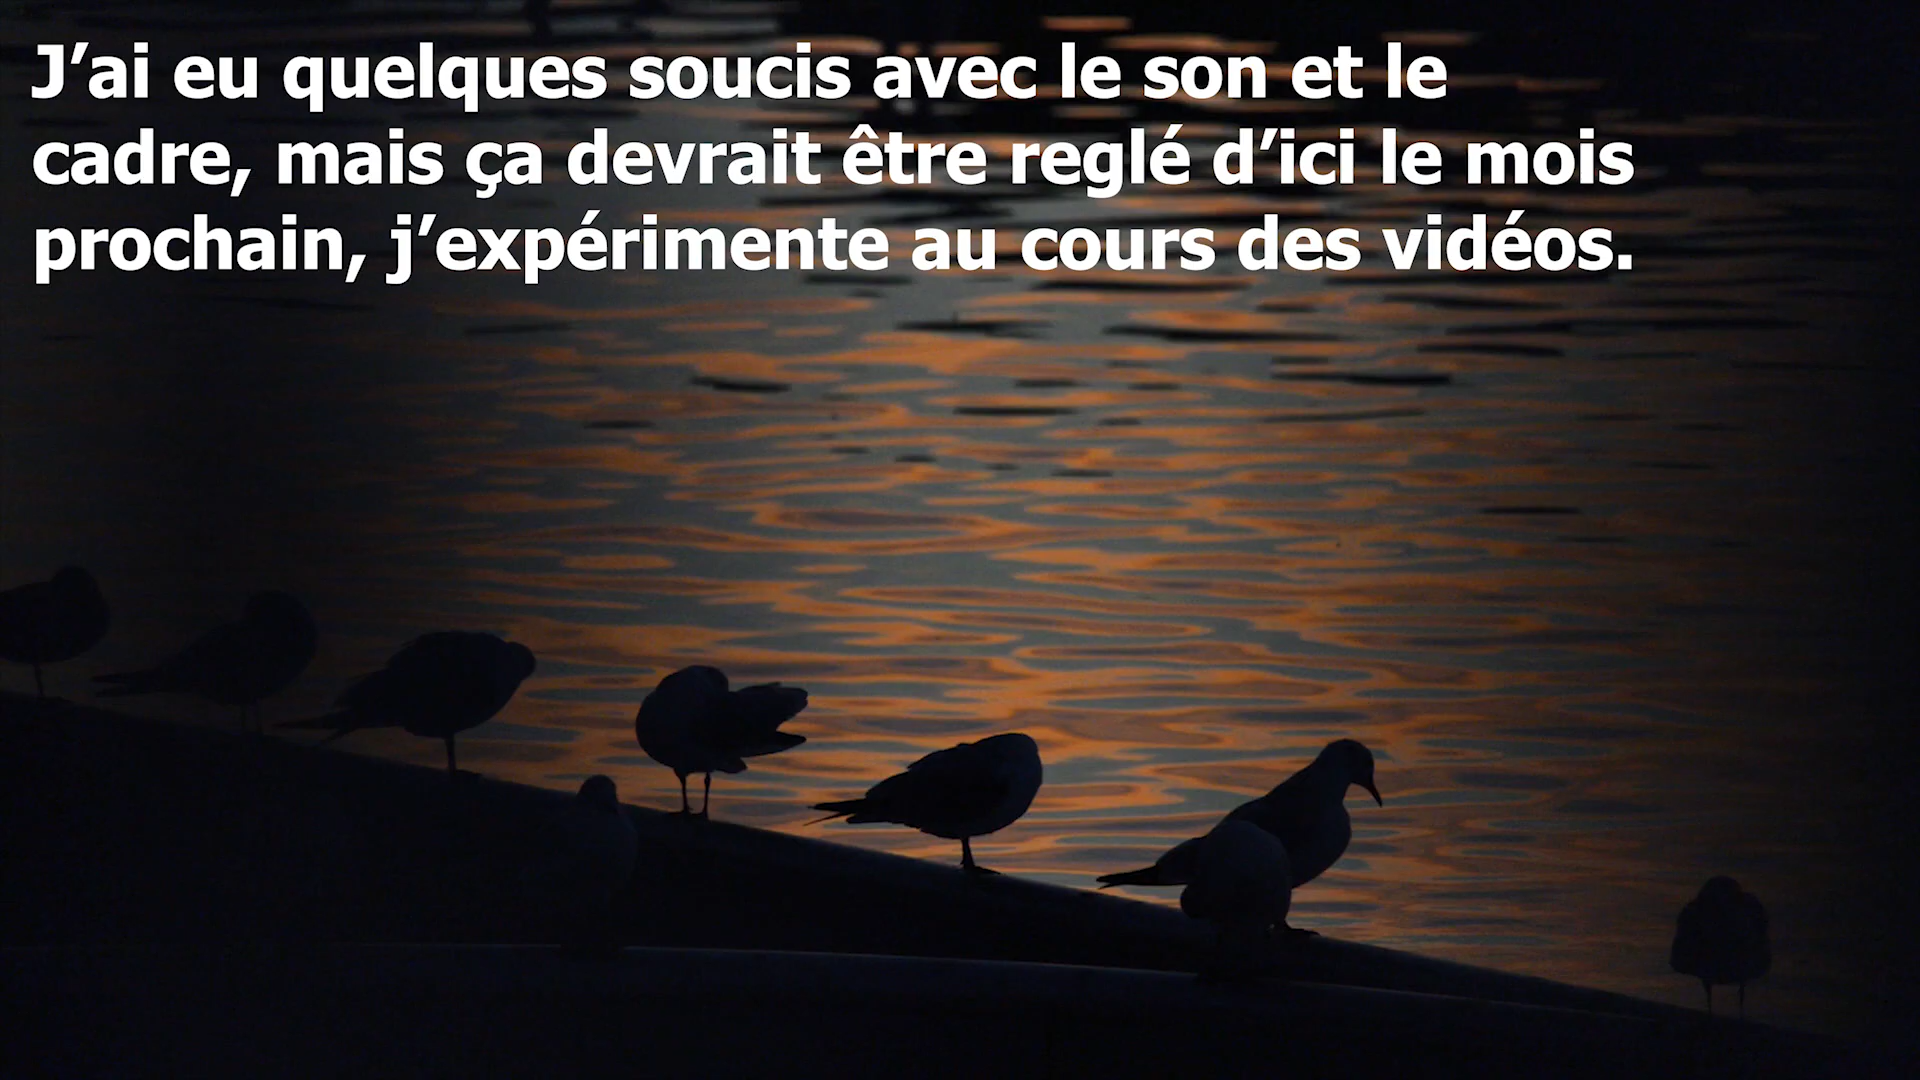 J’ai eu quelques soucis avec le son et le
cadre, mais ça devrait être reglé d’ici le mois
prochain, j’expérimente au cours des vidéos.